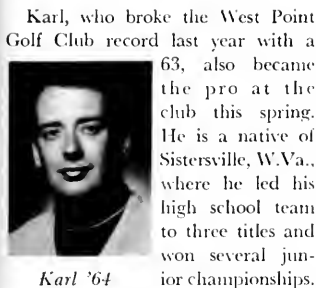 Karl, who broke the West Point
Golf Club record last year with a
63, also became
the pro at the
club this spring.
He is a native of
Sistersville, W.Va.,
where he led his
high school team
to three titles and
won several jun-
ior championships.
Karl '64